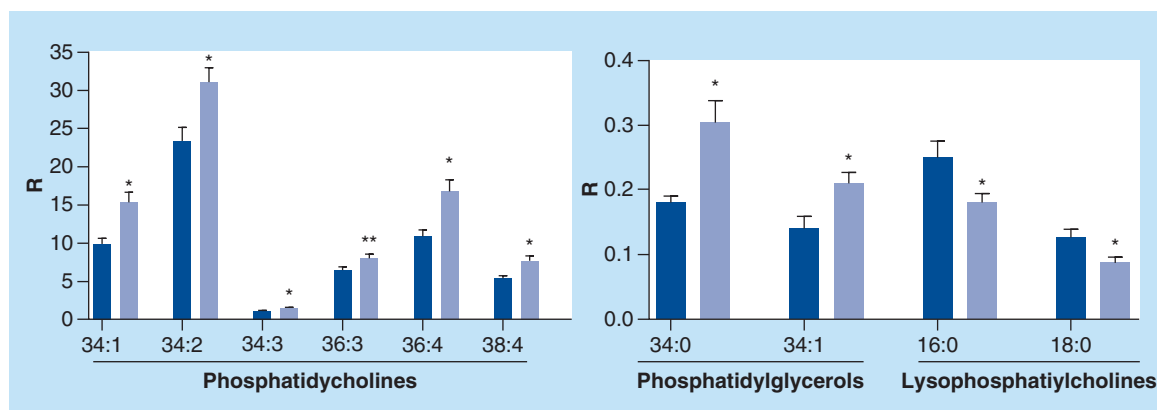 35
30
25
20
15
10
5
0
R
* * * ** * *
34:1 34:2 34:3 36:3 36:4 38:4
Phosphatidycholines
0.4
0.3
0.2
0.1
0.0
R
* * * *
34:0 34:1 16:0 18:0
Phosphatidylglycerols Lysophosphatiylcholines